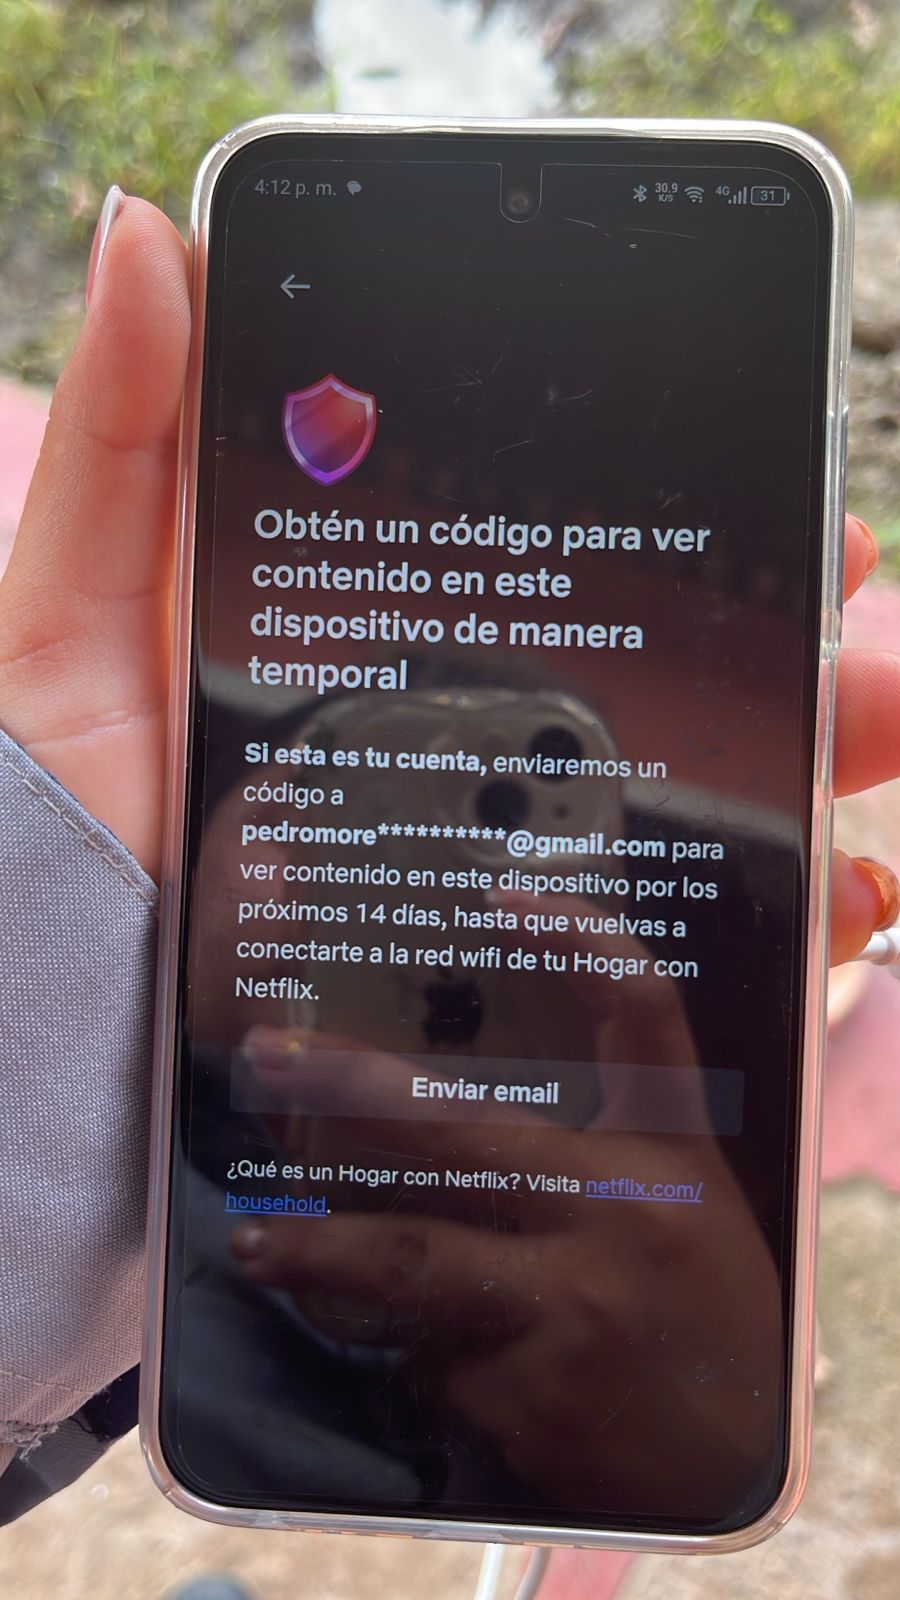 4:12 p. m.
30.9
K/S
4G
31
Obtén un código para ver
contenido en este
dispositivo de manera
temporal
Si esta es tu cuenta, enviaremos un
código a
pedromore**********@gmail.com para
ver contenido en este dispositivo por los
próximos 14 días, hasta que vuelvas a
conectarte a la red wifi de tu Hogar con
Netflix.
Enviar email
¿Qué es un Hogar con Netflix? Visita netflix.com/
household.